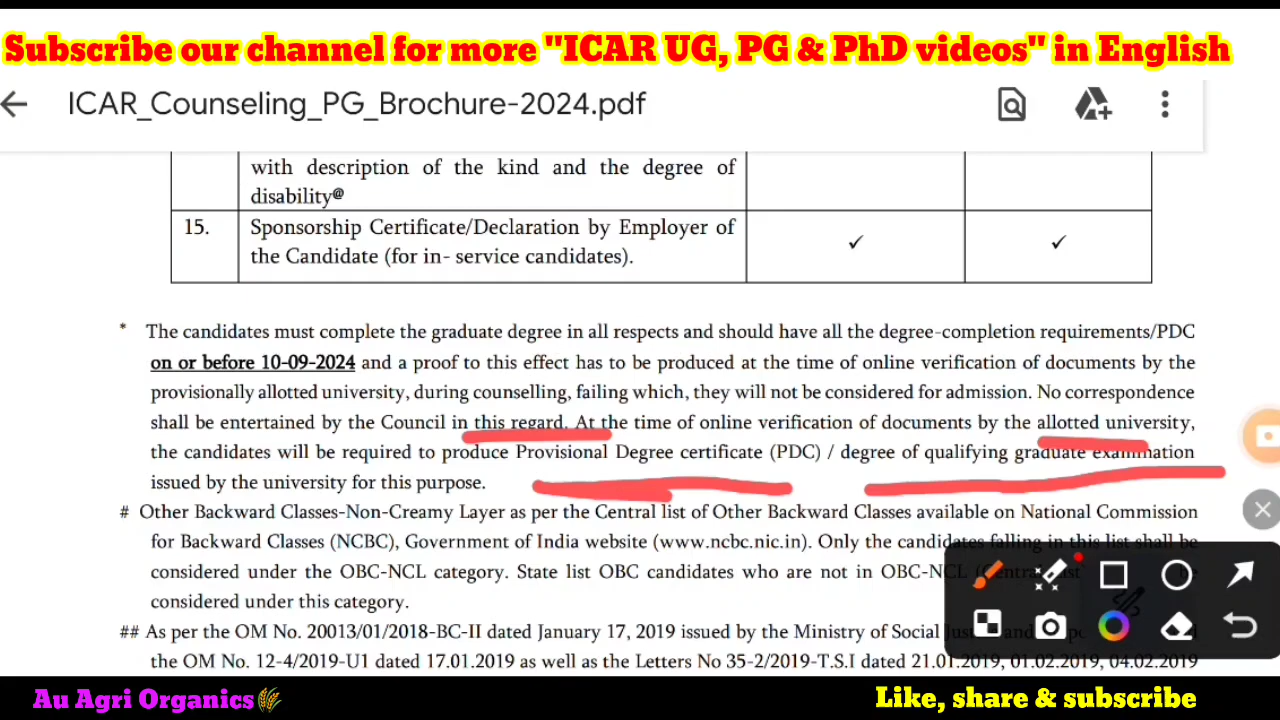 Subscribe our channel for more "ICAR UG, PG & PhD videos" in English
ICAR_Counseling_PG_Brochure-2024.pdf
with description of the kind and the degree of
disability@
15. Sponsorship Certificate/Declaration by Employer of ✓ ✓
the Candidate (for in- service candidates).
* The candidates must complete the graduate degree in all respects and should have all the degree-completion requirements/PDC
on or before 10-09-2024 and a proof to this effect has to be produced at the time of online verification of documents by the
provisionally allotted university, during counselling, failing which, they will not be considered for admission. No correspondence
shall be entertained by the Council in this regard. At the time of online verification of documents by the allotted university,
the candidates will be required to produce Provisional Degree certificate (PDC) / degree of qualifying graduate examination
issued by the university for this purpose.
# Other Backward Classes-Non-Creamy Layer as per the Central list of Other Backward Classes available on National Commission
for Backward Classes (NCBC), Government of India website (www.ncbc.nic.in). Only the candidates falling in this list shall be
considered under the OBC-NCL category. State list OBC candidates who are not in OBC-NCL (Central list
considered under this category.
## As per the OM No. 20013/01/2018-BC-II dated January 17, 2019 issued by the Ministry of Social
the OM No. 12-4/2019-U1 dated 17.01.2019 as well as the Letters No 35-2/2019-T.S.I dated 21.01.2019, 01.02.2019, 04.02.2019
Au Agri Organics🌾
Like, share & subscribe